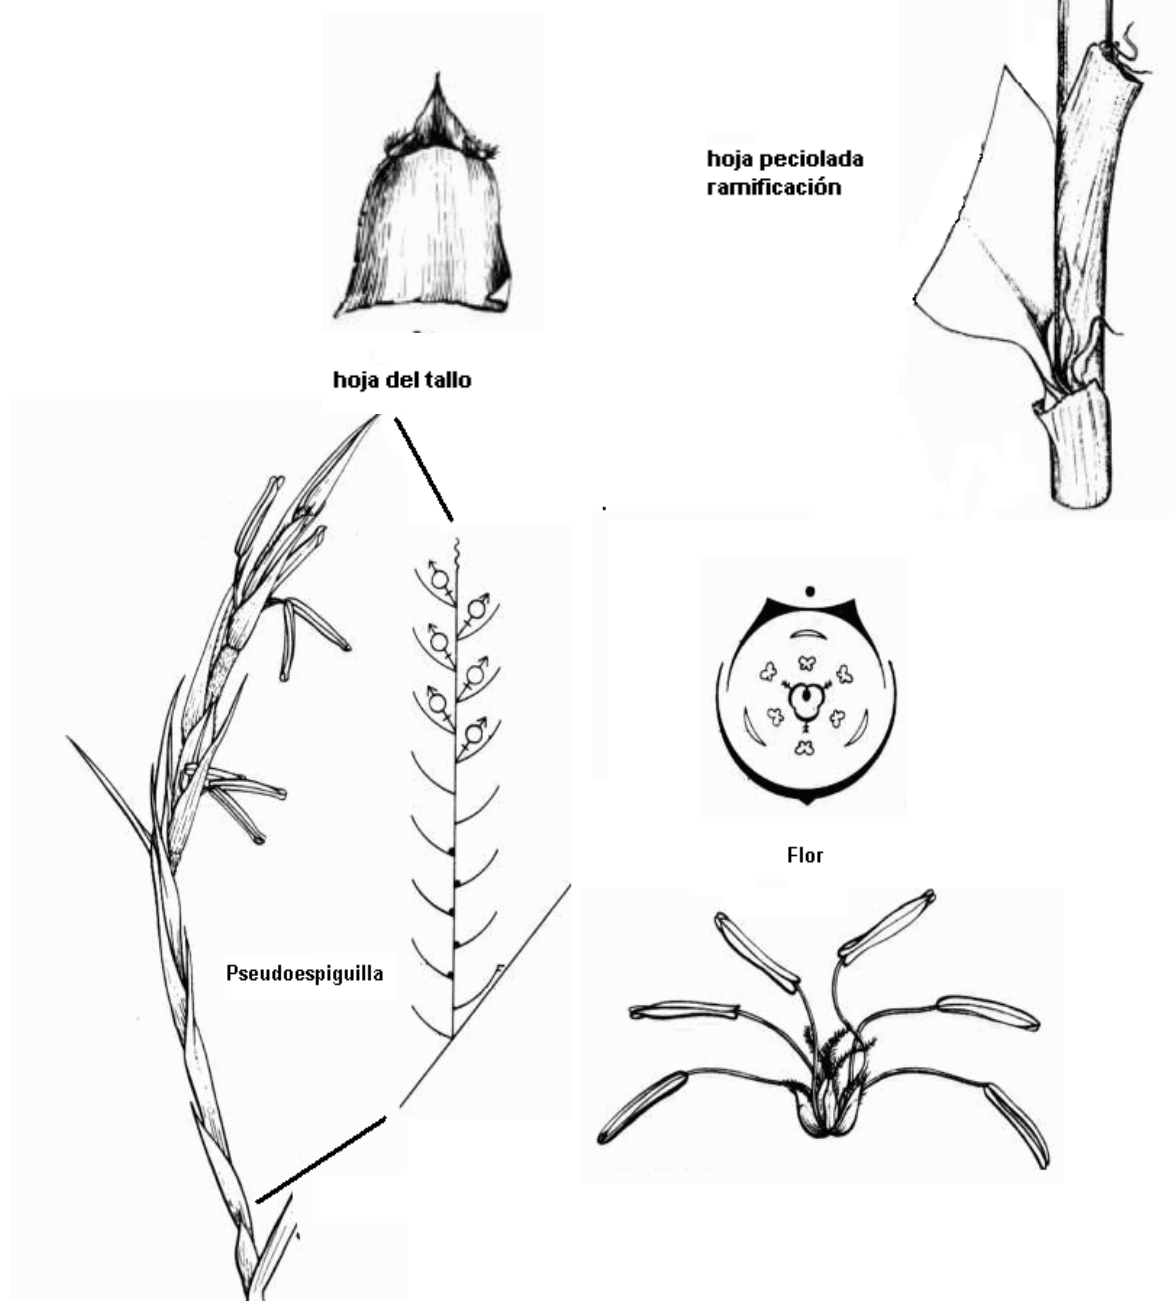 hoja peciolada
ramificación
hoja del tallo
Flor
Pseudoespiguilla